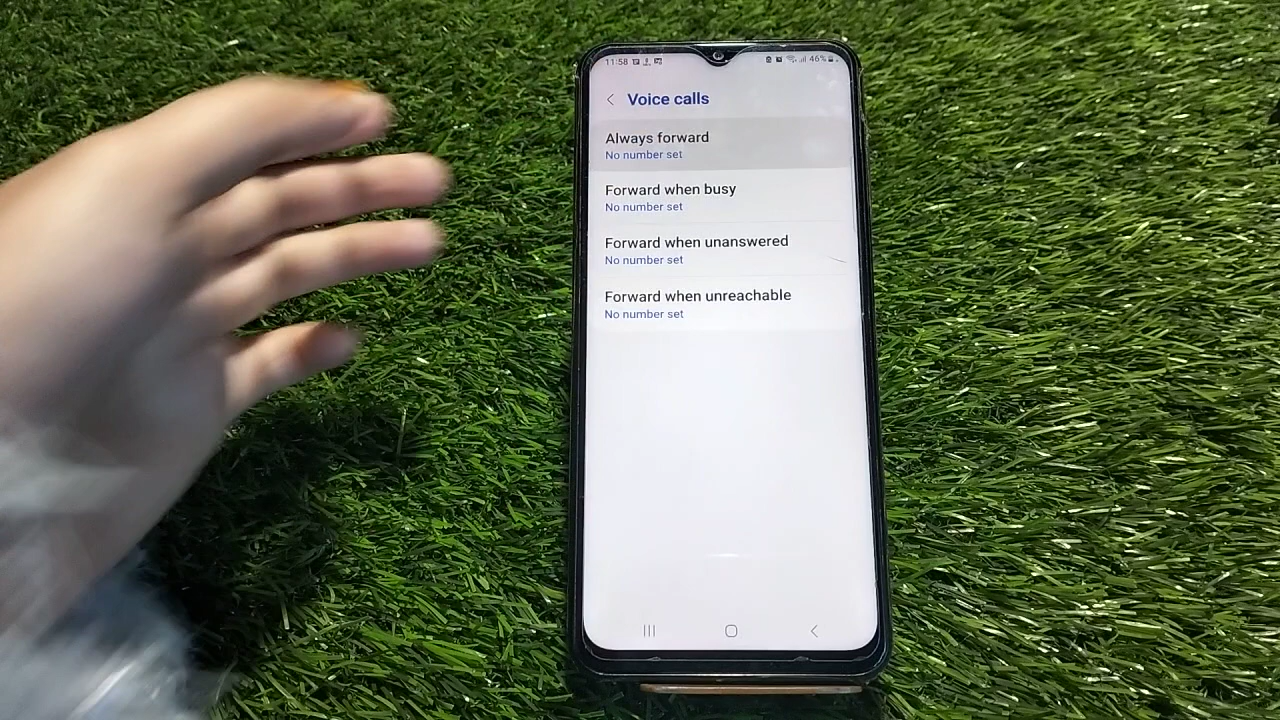 11:58
46%
Voice calls
Always forward
No number set
Forward when busy
No number set
Forward when unanswered
No number set
Forward when unreachable
No number set